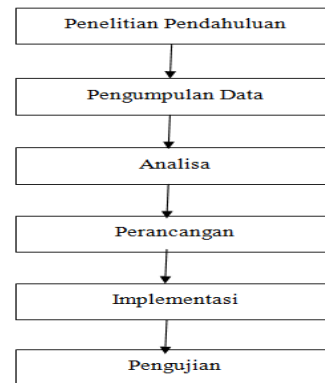 Penelitian Pendahuluan
Pengumpulan Data
Analisa
Perancangan
Implementasi
Pengujian